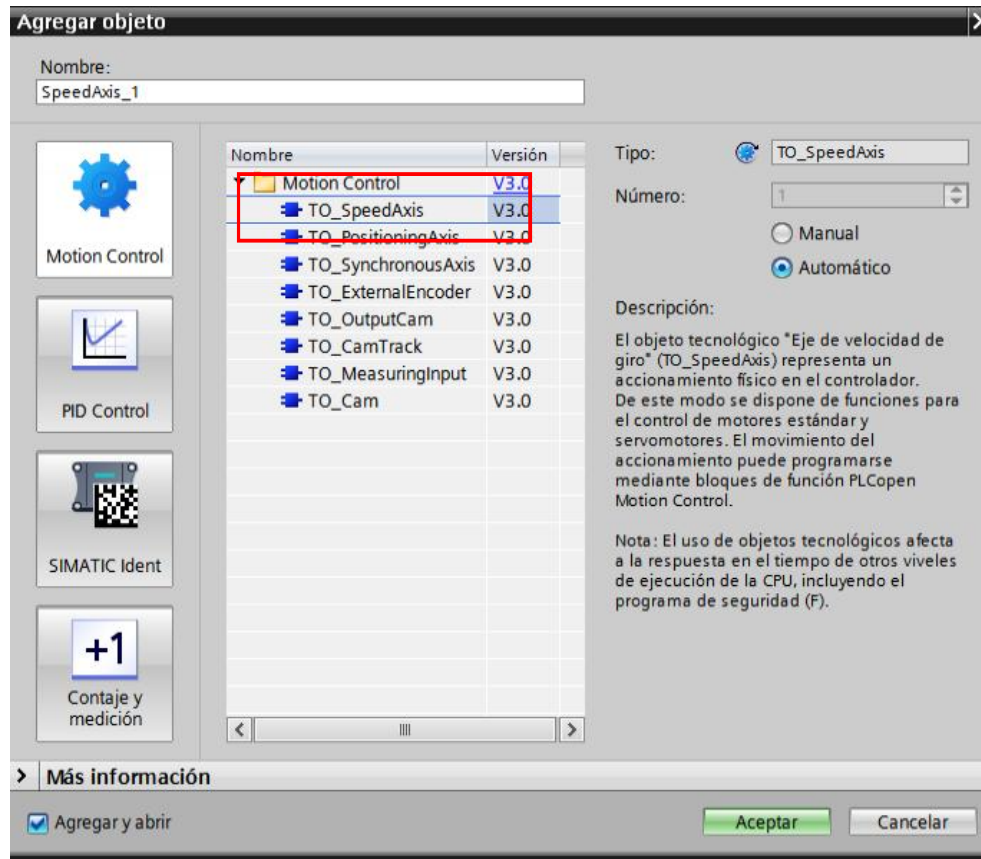 Agregar objeto
Nombre:
SpeedAxis_1
Motion Control
PID Control
SIMATIC Ident
+1
Contaje y
medición
Nombre Versión
Motion Control V3.0
TO_SpeedAxis V3.0
TO_PositioningAxis V3.0
TO_SynchronousAxis V3.0
TO_ExternalEncoder V3.0
TO_OutputCam V3.0
TO_CamTrack V3.0
TO_MeasuringInput V3.0
TO_Cam V3.0
Tipo: TO_SpeedAxis
Número: 1
Manual
Automático
Descripción:
El objeto tecnológico "Eje de velocidad de
giro" (TO_SpeedAxis) representa un
accionamiento físico en el controlador.
De este modo se dispone de funciones para
el control de motores estándar y
servomotores. El movimiento del
accionamiento puede programarse
mediante bloques de función PLCopen
Motion Control.
Nota: El uso de objetos tecnológicos afecta
a la respuesta en el tiempo de otros viveles
de ejecución de la CPU, incluyendo el
programa de seguridad (F).
Más información
Agregar y abrir
Aceptar Cancelar